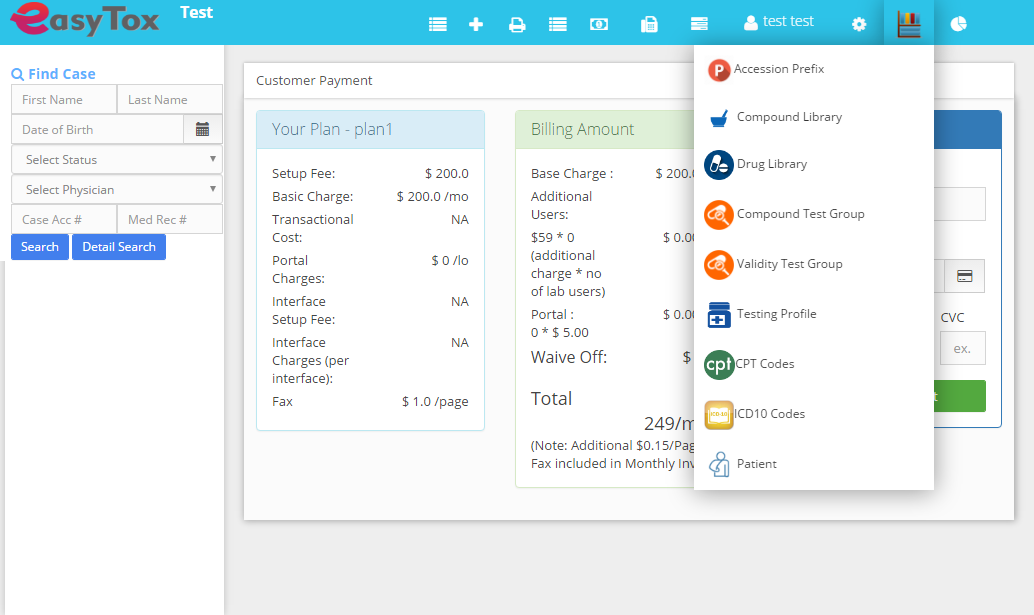 easyTox
Test
test test
Find Case
First Name
Last Name
Date of Birth
Select Status
Select Physician
Case Acc #
Med Rec #
Search
Detail Search
Customer Payment
Your Plan - plan1
Setup Fee: $ 200.0
Basic Charge: $ 200.0 /mo
Transactional NA
Cost:
Portal $ 0 /lo
Charges:
Interface NA
Setup Fee:
Interface NA
Charges (per
interface):
Fax $ 1.0 /page
Billing Amount
Base Charge : $ 200.
Additional
Users:
$59 * 0 $ 0.0
(additional
charge * no
of lab users)
Portal : $ 0.0
0 * $ 5.00
Waive Off: $
Total
249/m
(Note: Additional $0.15/Pag
Fax included in Monthly Inv
P
Accession Prefix
Compound Library
Drug Library
Compound Test Group
Validity Test Group
Testing Profile
cpt
CPT Codes
ICD-10
ICD10 Codes
Patient
CVC
ex.
t